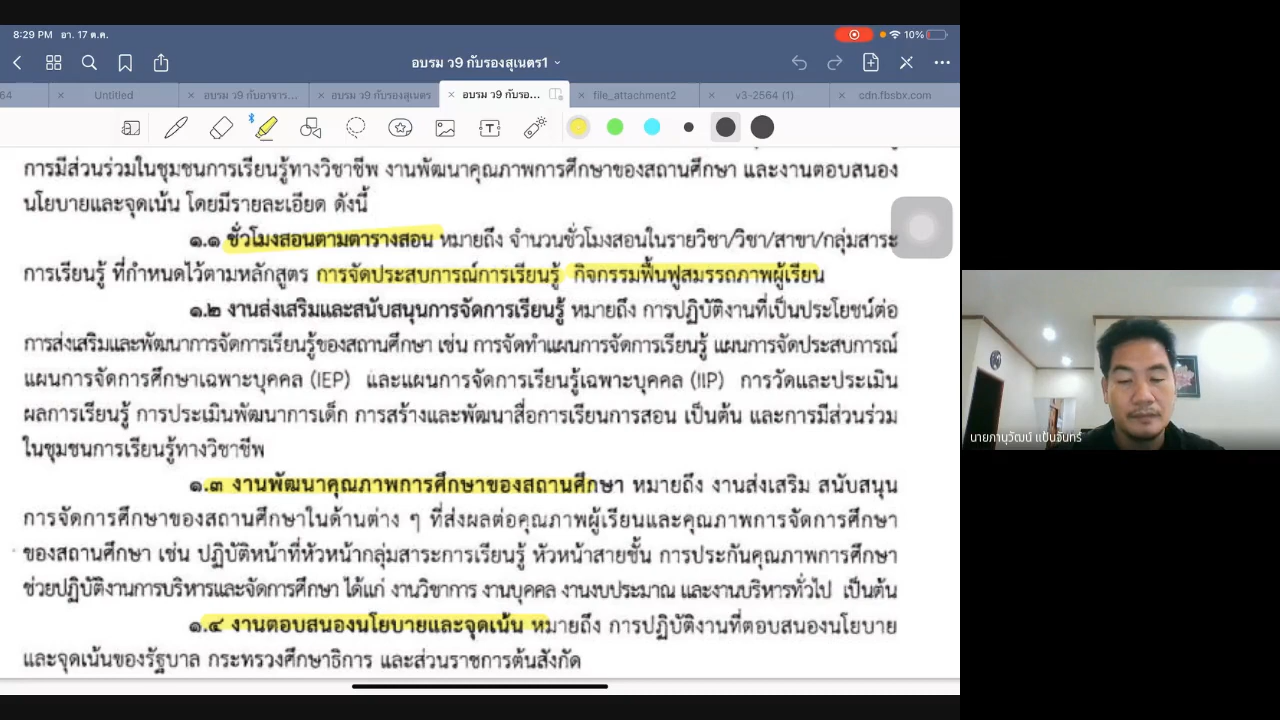 8:29 PM อา. 17 ต.ค.
10%
อบรม ว9 กับรองสุเนตร1
64
Untitled
อบรม ว9 กับอาจาร...
อบรม ว9 กับรองสุเนตร
อบรม ว9 กับรอ...
file_attachment2
v3-2564 (1)
cdn.fbsbx.com
การมีส่วนร่วมในชุมชนการเรียนรู้ทางวิชาชีพ งานพัฒนาคุณภาพการศึกษาของสถานศึกษา และงานตอบสนอง
นโยบายและจุดเน้น โดยมีรายละเอียด ดังนี้
๑.๑ ชั่วโมงสอนตามตารางสอน หมายถึง จำนวนชั่วโมงสอนในรายวิชา/วิชา/สาขา/กลุ่มสาระ
การเรียนรู้ ที่กำหนดไว้ตามหลักสูตร การจัดประสบการณ์การเรียนรู้ กิจกรรมฟื้นฟูสมรรถภาพผู้เรียน
๑.๒ งานส่งเสริมและสนับสนุนการจัดการเรียนรู้ หมายถึง การปฏิบัติงานที่เป็นประโยชน์ต่อ
การส่งเสริมและพัฒนาการจัดการเรียนรู้ของสถานศึกษา เช่น การจัดทำแผนการจัดการเรียนรู้ แผนการจัดประสบการณ์
แผนการจัดการศึกษาเฉพาะบุคคล (IEP) และแผนการจัดการเรียนรู้เฉพาะบุคคล (IIP) การวัดและประเมิน
ผลการเรียนรู้ การประเมินพัฒนาการเด็ก การสร้างและพัฒนาสื่อการเรียนการสอน เป็นต้น และการมีส่วนร่วม
ในชุมชนการเรียนรู้ทางวิชาชีพ
๑.๓ งานพัฒนาคุณภาพการศึกษาของสถานศึกษา หมายถึง งานส่งเสริม สนับสนุน
การจัดการศึกษาของสถานศึกษาในด้านต่าง ๆ ที่ส่งผลต่อคุณภาพผู้เรียนและคุณภาพการจัดการศึกษา
ของสถานศึกษา เช่น ปฏิบัติหน้าที่หัวหน้ากลุ่มสาระการเรียนรู้ หัวหน้าสายชั้น การประกันคุณภาพการศึกษา
ช่วยปฏิบัติงานการบริหารและจัดการศึกษา ได้แก่ งานวิชาการ งานบุคคล งานงบประมาณ และงานบริหารทั่วไป เป็นต้น
๑.๔ งานตอบสนองนโยบายและจุดเน้น หมายถึง การปฏิบัติงานที่ตอบสนองนโยบาย
และจุดเน้นของรัฐบาล กระทรวงศึกษาธิการ และส่วนราชการต้นสังกัด
นายภานุวัฒน์ แป้นจันทร์